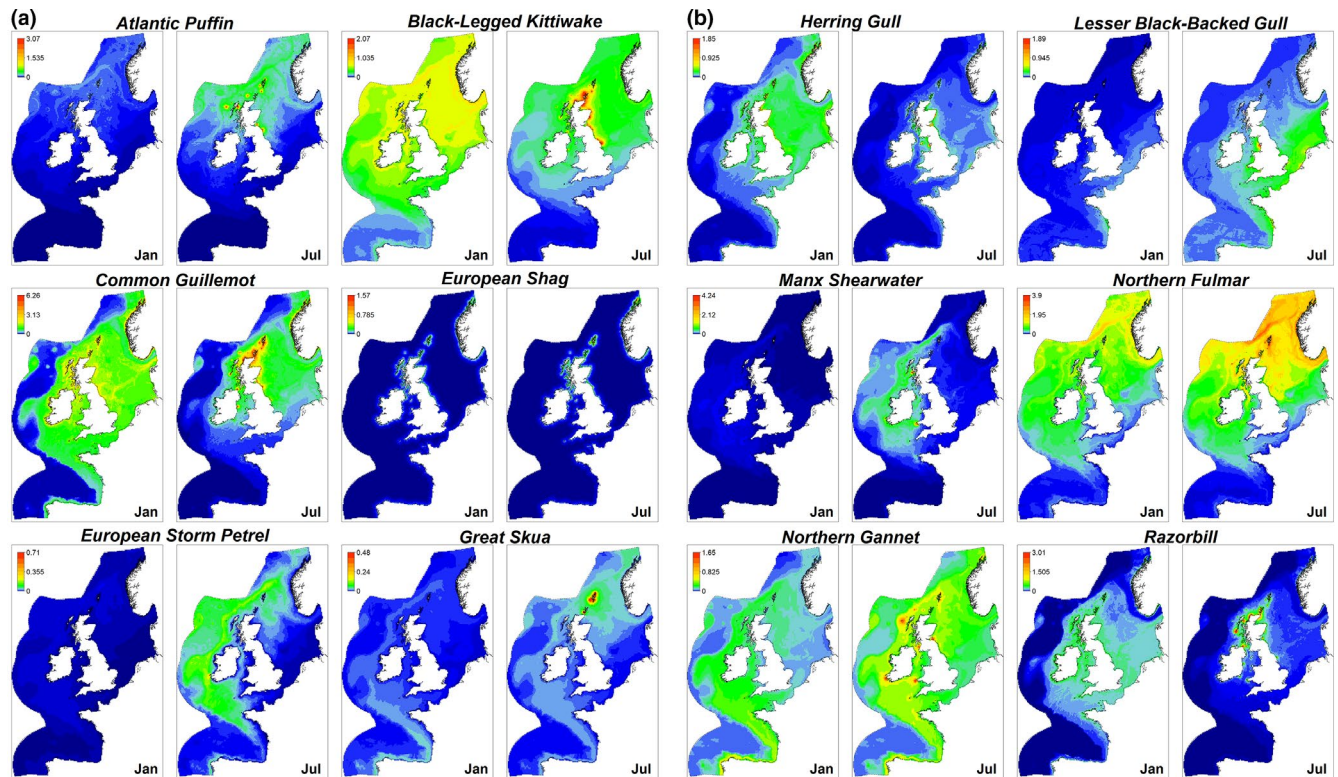 (a) Atlantic Puffin Black-Legged Kittiwake (b) Herring Gull Lesser Black-Backed Gull
3.07 2.07 1.85 1.89
1.535 1.035 0.925 0.945
0 0 0 0
Jan Jul Jan Jul Jan Jul Jan Jul
Common Guillemot European Shag Manx Shearwater Northern Fulmar
6.26 1.57 4.24 3.9
3.13 0.785 2.12 1.95
0 0 0 0
Jan Jul Jan Jul Jan Jul Jan Jul
European Storm Petrel Great Skua Northern Gannet Razorbill
0.71 0.48 1.65 3.01
0.355 0.24 0.825 1.505
0 0 0 0
Jan Jul Jan Jul Jan Jul Jan Jul